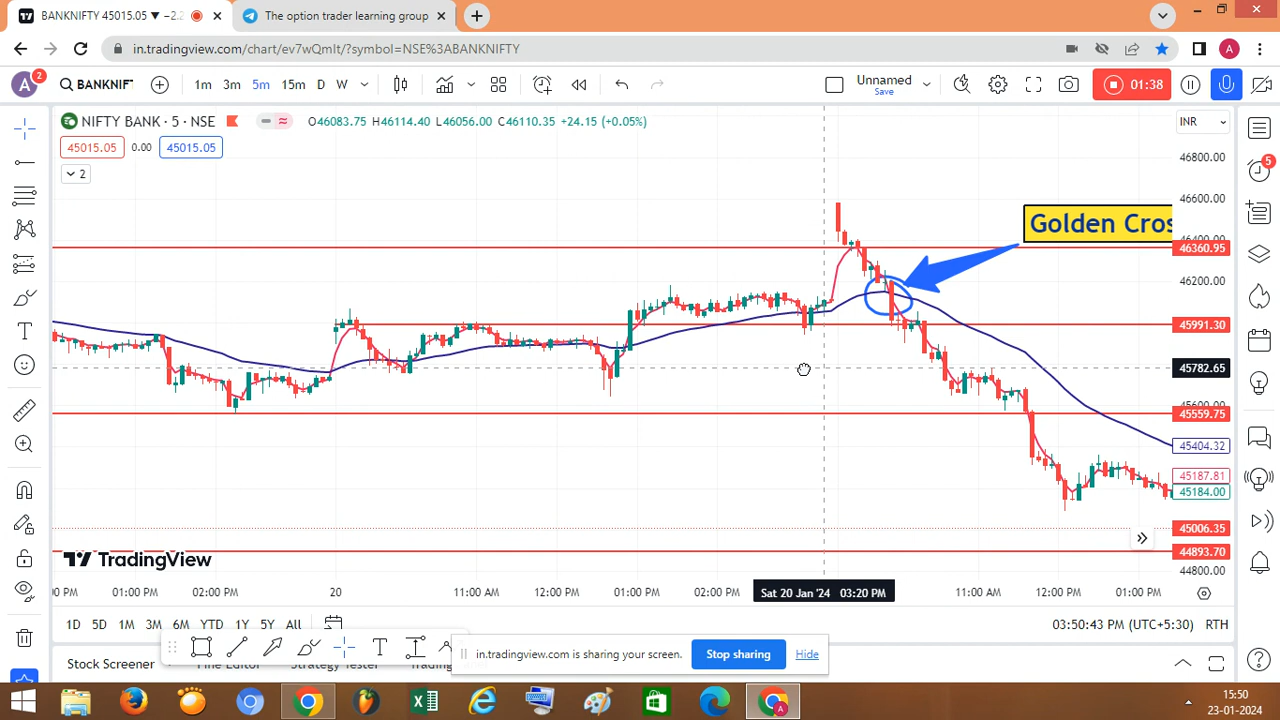 BANKNIFTY 45015.05 ▼ −2.2
The option trader learning group
in.tradingview.com/chart/ev7wQmIt/?symbol=NSE%3ABANKNIFTY
A
A 2
BANKNIFT
1m 3m 5m 15m D W
Unnamed
Save
01:38
NIFTY BANK · 5 · NSE
O46083.75 H46114.40 L46056.00 C46110.35 +24.15 (+0.05%)
INR
45015.05 0.00 45015.05
2
46800.00
46600.00
Golden Cros
46400.00
46360.95
46200.00
45991.30
45782.65
45600.00
45559.75
45404.32
45187.81
45184.00
45006.35
44893.70
44800.00
5
TradingView
01:00 PM 02:00 PM 20 11:00 AM 12:00 PM 01:00 PM 02:00 PM Sat 20 Jan '24 03:20 PM 11:00 AM 12:00 PM 01:00 PM
1D 5D 1M 3M 6M YTD 1Y 5Y All
03:50:43 PM (UTC+5:30) RTH
in.tradingview.com is sharing your screen. Stop sharing Hide
Stock Screener
15:50
23-01-2024